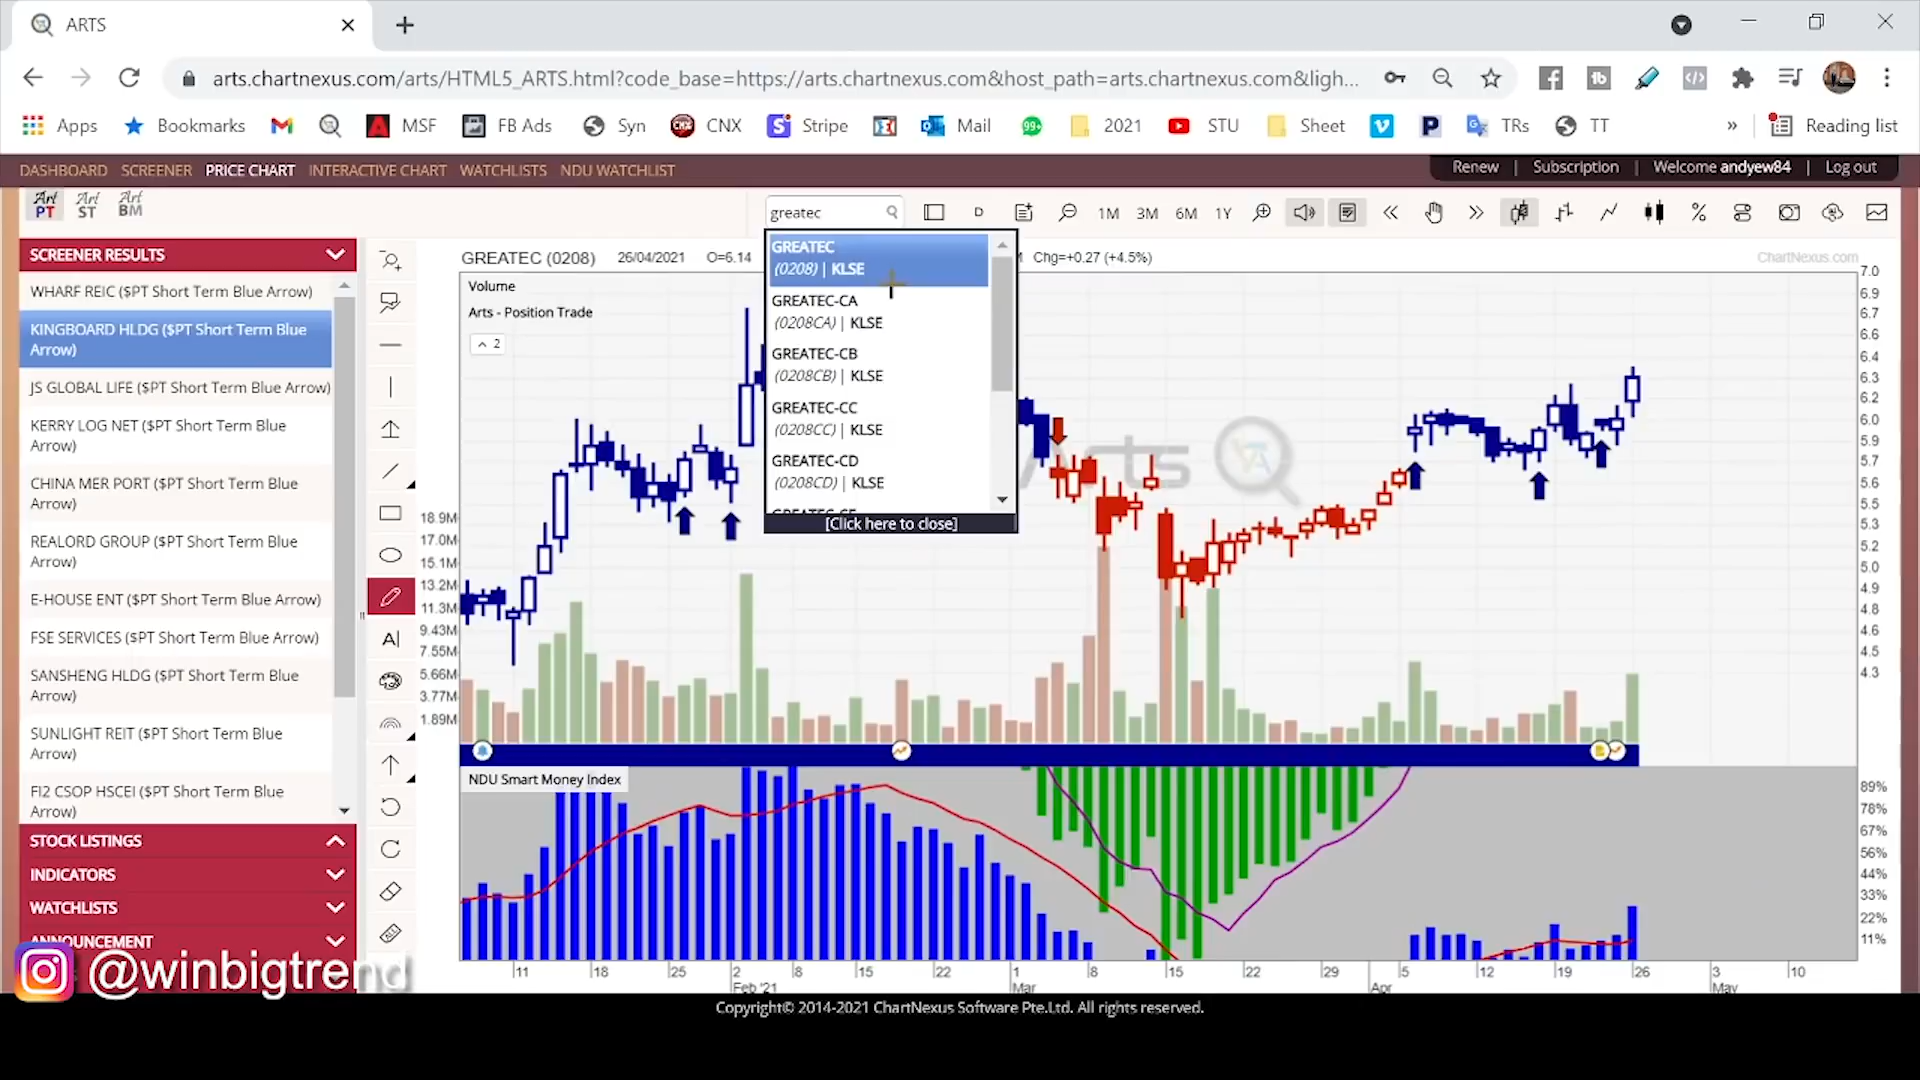 ARTS
arts.chartnexus.com/arts/HTML5_ARTS.html?code_base=https://arts.chartnexus.com&host_path=arts.chartnexus.com&ligh...
Apps
Bookmarks
MSF
FB Ads
Syn
CNX
Stripe
Mail
99+
2021
STU
Sheet
TRs
TT
Reading list
DASHBOARD SCREENER PRICE CHART INTERACTIVE CHART WATCHLISTS NDU WATCHLIST
Renew | Subscription | Welcome andyew84 | Log out
Art PT
Art ST
Art BM
greatec
D
1M 3M 6M 1Y
SCREENER RESULTS
WHARF REIC ($PT Short Term Blue Arrow)
KINGBOARD HLDG ($PT Short Term Blue
Arrow)
JS GLOBAL LIFE ($PT Short Term Blue Arrow)
KERRY LOG NET ($PT Short Term Blue
Arrow)
CHINA MER PORT ($PT Short Term Blue
Arrow)
REALORD GROUP ($PT Short Term Blue
Arrow)
E-HOUSE ENT ($PT Short Term Blue Arrow)
FSE SERVICES ($PT Short Term Blue Arrow)
SANSHENG HLDG ($PT Short Term Blue
Arrow)
SUNLIGHT REIT ($PT Short Term Blue
Arrow)
FI2 CSOP HSCEI ($PT Short Term Blue
Arrow)
STOCK LISTINGS
INDICATORS
WATCHLISTS
ANNOUNCEMENT
@winbigtrend
A|
GREATEC (0208) 26/04/2021 O=6.14
Chg=+0.27 (+4.5%)
ChartNexus.com
Volume
Arts - Position Trade
2
GREATEC
(0208) | KLSE
GREATEC-CA
(0208CA) | KLSE
GREATEC-CB
(0208CB) | KLSE
GREATEC-CC
(0208CC) | KLSE
GREATEC-CD
(0208CD) | KLSE
[Click here to close]
Arts
7.0
6.9
6.7
6.6
6.4
6.3
6.2
6.0
5.9
5.7
5.6
5.5
5.3
5.2
5.0
4.9
4.8
4.6
4.5
4.3
18.9M
17.0M
15.1M
13.2M
11.3M
9.43M
7.55M
5.66M
3.77M
1.89M
NDU Smart Money Index
89%
78%
67%
56%
44%
33%
22%
11%
11 18 25 2 8 15 22 1 8 15 22 29 5 12 19 26 3 10
Feb '21 Mar Apr May
Copyright© 2014-2021 ChartNexus Software Pte.Ltd. All rights reserved.